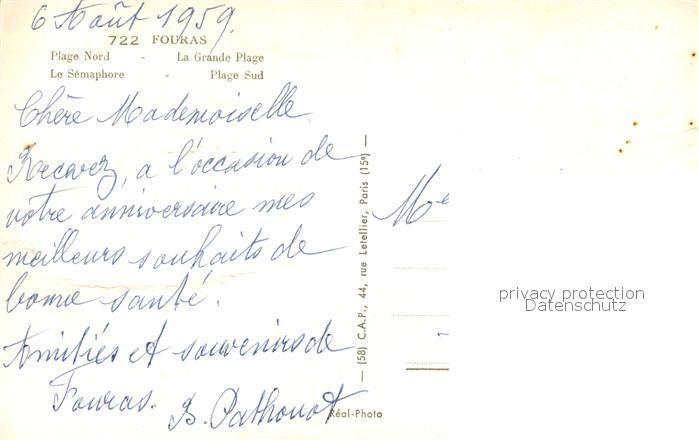 6 Août 1959.
722 FOURAS
Plage Nord - La Grande Plage
Le Sémaphore - Plage Sud
Chère Mademoiselle
Recevez, a l'occasion de
votre anniversaire mes
meilleurs souhaits de
bonne santé.
Amitiés et souvenirs de
Fouras. B. Pathouot
— (58) C.A.P., 44, rue Letellier, Paris (15e) —
Réal-Photo
Me
privacy protection
Datenschutz